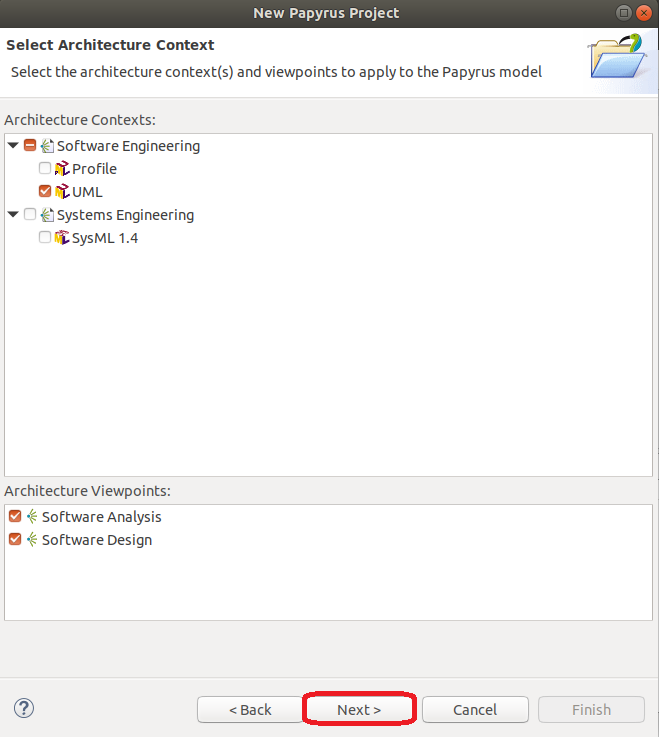 New Papyrus Project
Select Architecture Context
Select the architecture context(s) and viewpoints to apply to the Papyrus model
Architecture Contexts:
Software Engineering
Profile
UML
Systems Engineering
SysML 1.4
Architecture Viewpoints:
Software Analysis
Software Design
? < Back Next > Cancel Finish